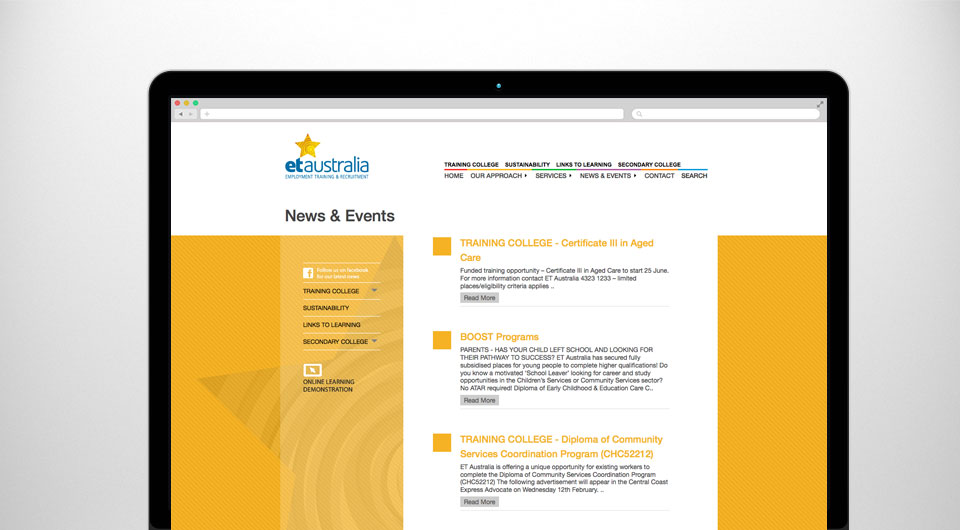 et australia
EMPLOYMENT TRAINING & RECRUITMENT
TRAINING COLLEGE SUSTAINABILITY LINKS TO LEARNING SECONDARY COLLEGE
HOME OUR APPROACH SERVICES NEWS & EVENTS CONTACT SEARCH
News & Events
Follow us on facebook
for our latest news
TRAINING COLLEGE
SUSTAINABILITY
LINKS TO LEARNING
SECONDARY COLLEGE
ONLINE LEARNING
DEMONSTRATION
TRAINING COLLEGE - Certificate III in Aged
Care
Funded training opportunity – Certificate III in Aged Care to start 25 June.
For more information contact ET Australia 4323 1233 – limited
places/eligibility criteria applies ..
Read More
BOOST Programs
PARENTS - HAS YOUR CHILD LEFT SCHOOL AND LOOKING FOR
THEIR PATHWAY TO SUCCESS? ET Australia has secured fully
subsidised places for young people to complete higher qualifications! Do
you know a motivated 'School Leaver' looking for career and study
opportunities in the Children's Services or Community Services sector?
No ATAR required! Diploma of Early Childhood & Education Care C..
Read More
TRAINING COLLEGE - Diploma of Community
Services Coordination Program (CHC52212)
ET Australia is offering a unique opportunity for existing workers to
complete the Diploma of Community Services Coordination Program
(CHC52212) The following advertisement will appear in the Central Coast
Express Advocate on Wednesday 12th February. ..
Read More